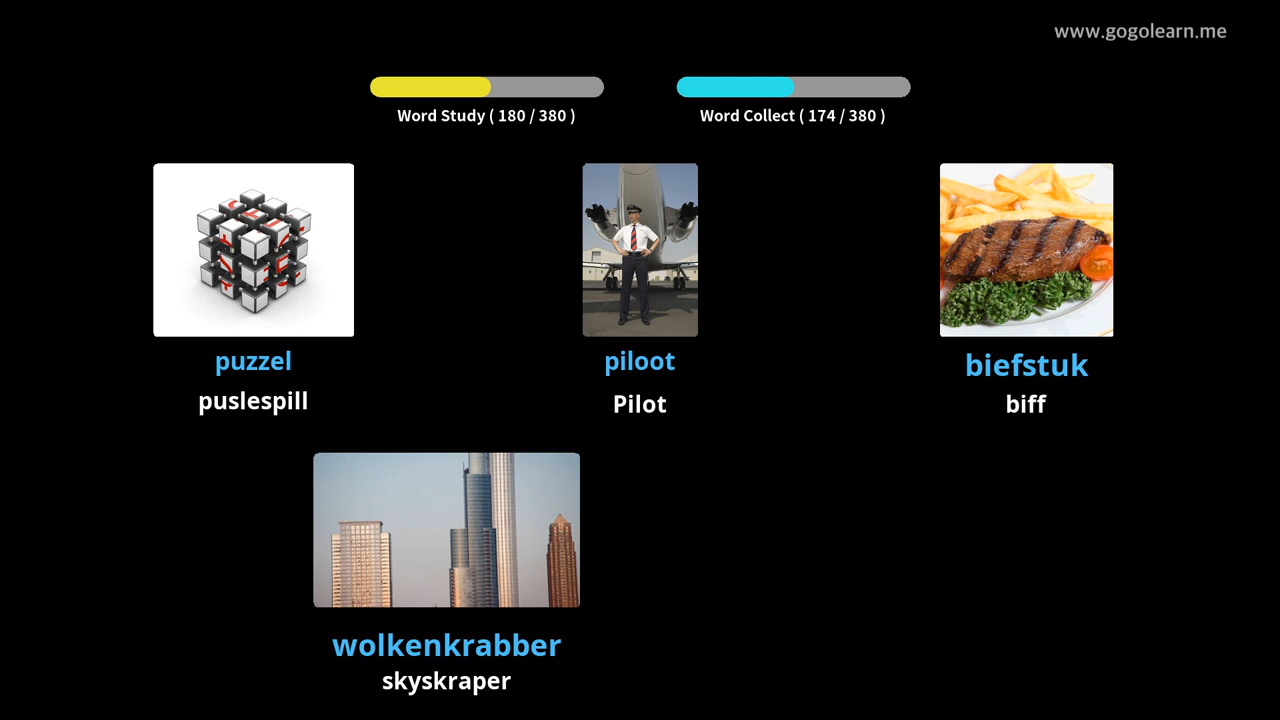 www.gogolearn.me
Word Study ( 180 / 380 )
Word Collect ( 174 / 380 )
puzzel
puslespill
piloot
Pilot
biefstuk
biff
wolkenkrabber
skyskraper